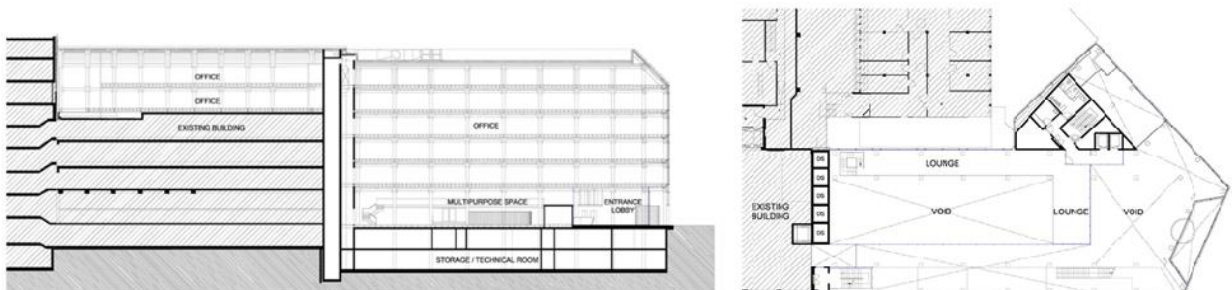 OFFICE
OFFICE
EXISTING BUILDING
OFFICE
MULTIPURPOSE SPACE
ENTRANCE
LOBBY
STORAGE / TECHNICAL ROOM
LOUNGE
EXISTING
BUILDING
VOID
LOUNGE
VOID
DS
DS
DS
DS
DS